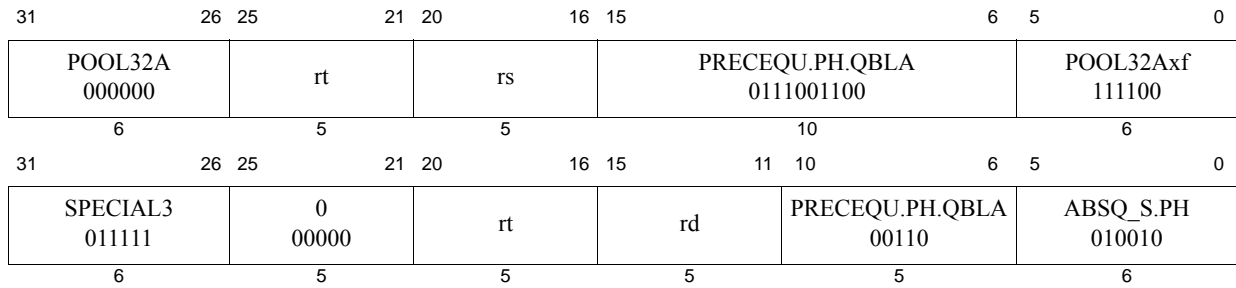 31 26 25 21 20 16 15 6 5 0
POOL32A rt rs PRECEQU.PH.QBLA POOL32Axf
000000 0111001100 111100
6 5 5 10 6
31 26 25 21 20 16 15 11 10 6 5 0
SPECIAL3 0 rt rd PRECEQU.PH.QBLA ABSQ_S.PH
011111 00000 00110 010010
6 5 5 5 5 6